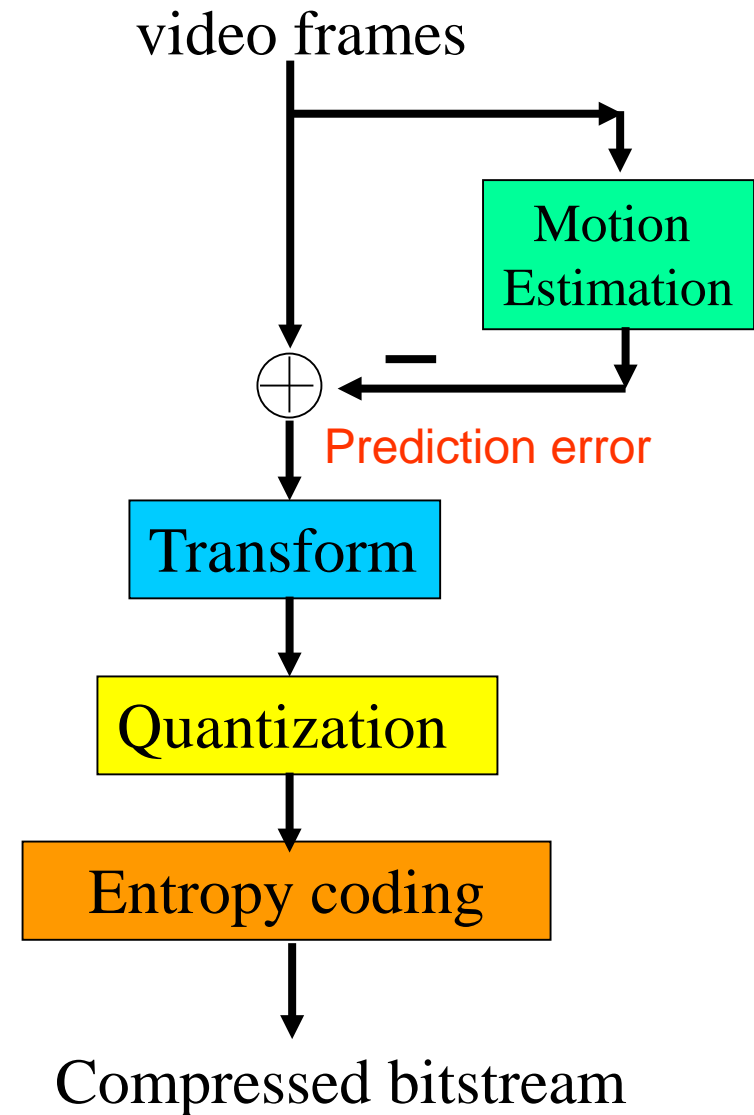 video frames
Motion
Estimation
Prediction error
Transform
Quantization
Entropy coding
Compressed bitstream